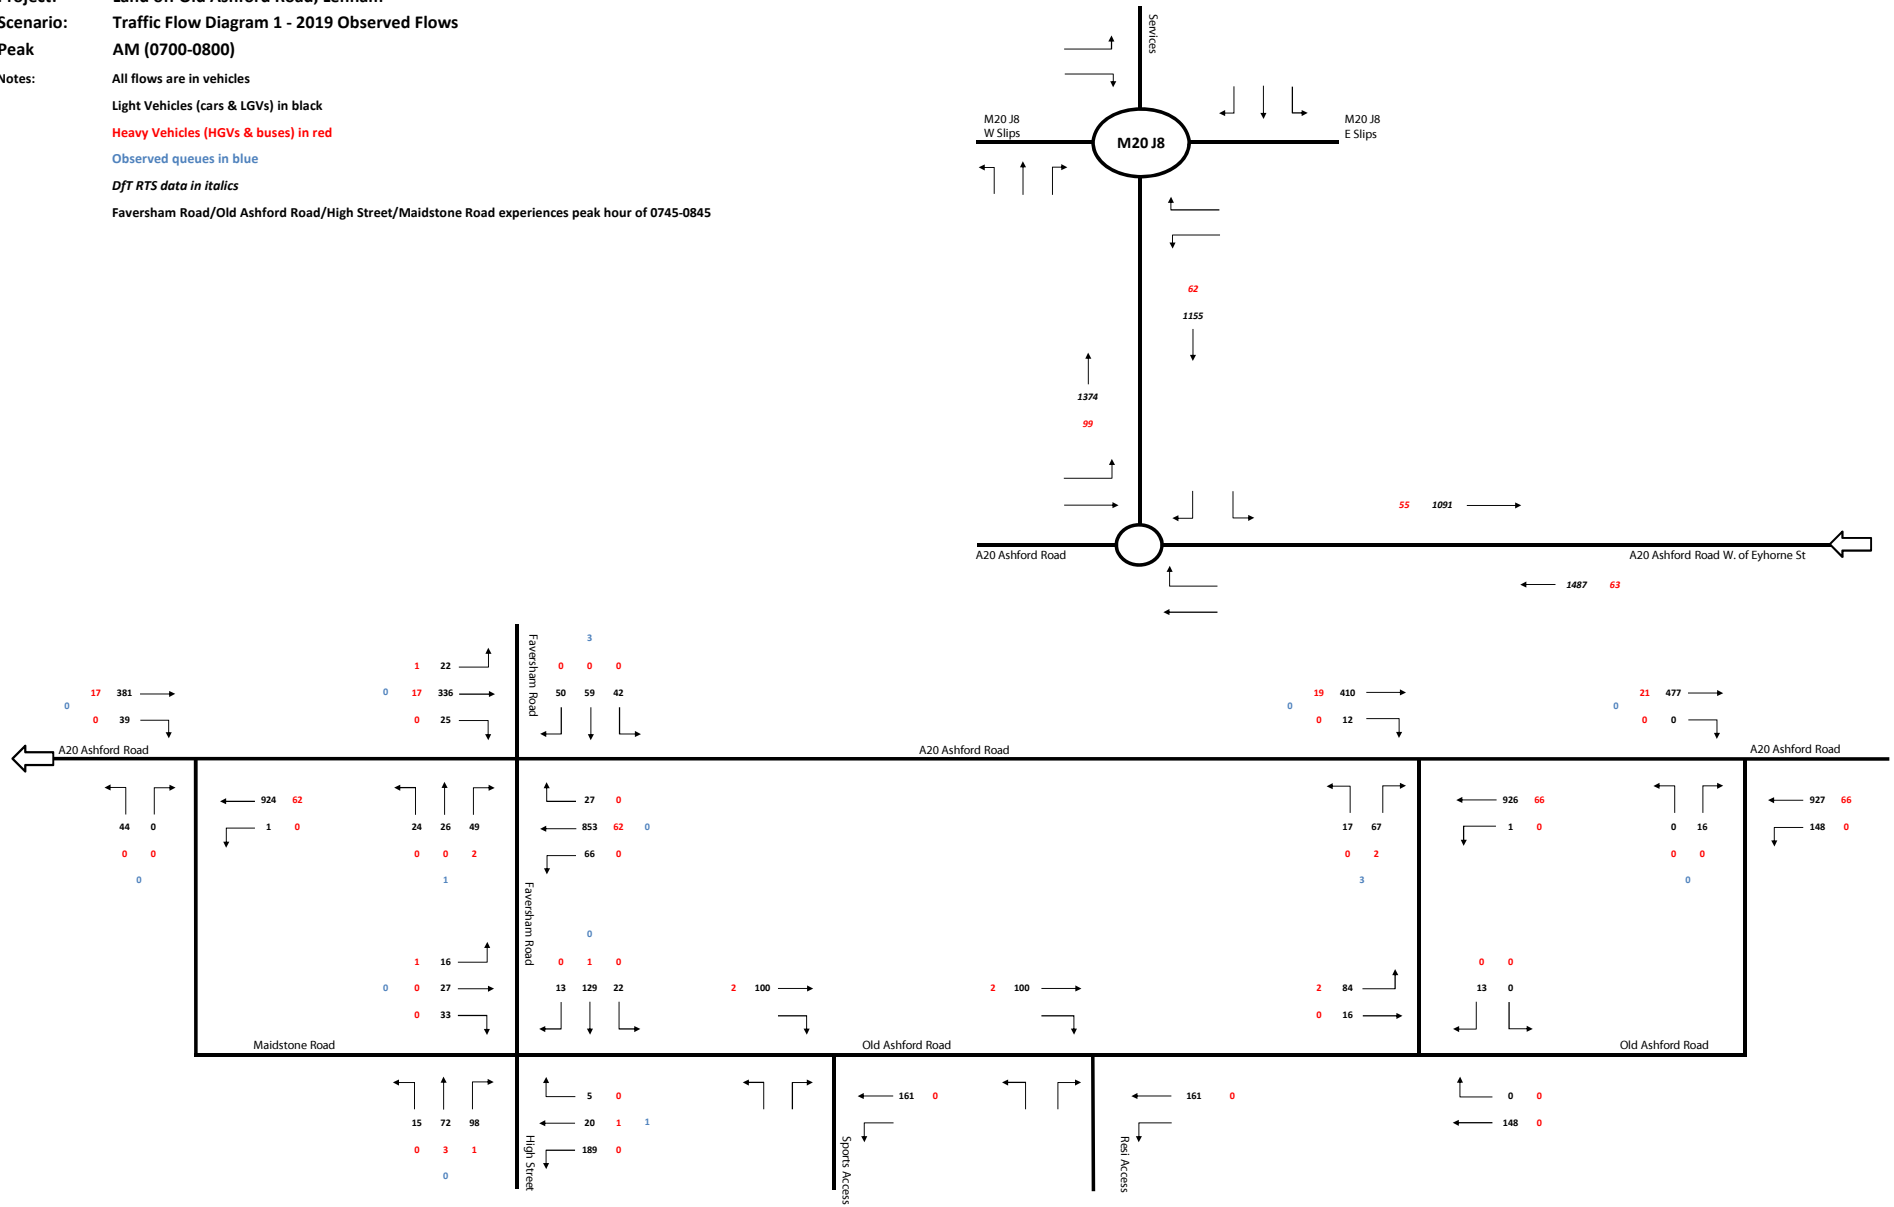 Project: Land off Old Ashford Road, Lenham
Scenario: Traffic Flow Diagram 1 - 2019 Observed Flows
Peak AM (0700-0800)
Notes: All flows are in vehicles
Light Vehicles (cars & LGVs) in black
Heavy Vehicles (HGVs & buses) in red
Observed queues in blue
DfT RTS data in italics
Faversham Road/Old Ashford Road/High Street/Maidstone Road experiences peak hour of 0745-0845
Services
M20 J8
W Slips
M20 J8
M20 J8
E Slips
62
1155
1374
99
55 1091
A20 Ashford Road
A20 Ashford Road W. of Eyhorne St
1487 63
Faversham Road
3
1 22
0 0 0
17 381
0 17 336
50 59 42
19 410
21 477
0
0
0
0 39
0 25
0 12
0 0
A20 Ashford Road
A20 Ashford Road
A20 Ashford Road
924 62
27 0
926 66
927 66
44 0
1 0
24 26 49
853 62 0
17 67
1 0
0 16
148 0
0 0
0 0 2
66 0
0 2
0 0
0
1
3
0
Faversham Road
0
1 16
0 1 0
0 0
0 0 27
13 129 22
2 100
2 100
2 84
13 0
0 33
0 16
Maidstone Road
Old Ashford Road
Old Ashford Road
5 0
161 0
161 0
0 0
15 72 98
20 1 1
148 0
0 3 1
189 0
0
High Street
Sports Access
Resi Access